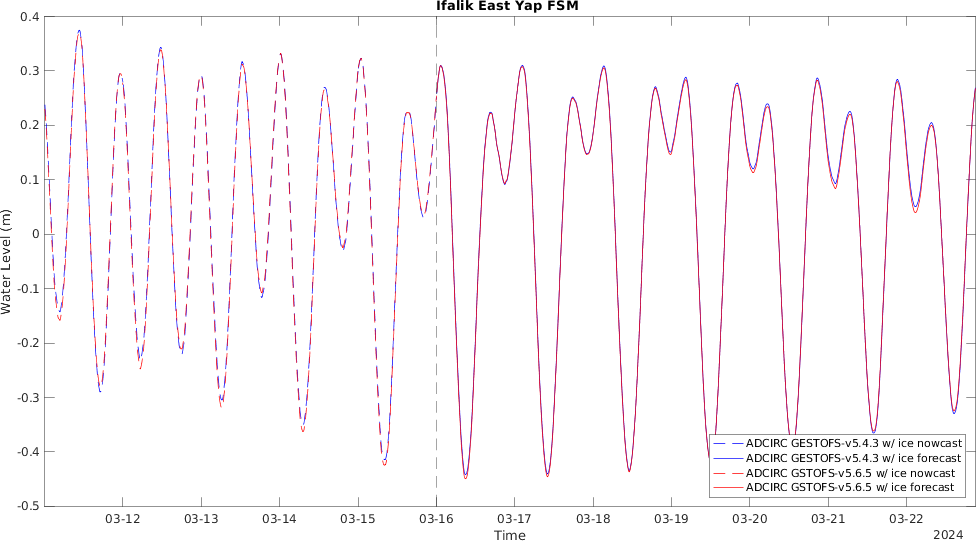 Ifalik East Yap FSM
0.4
0.3
0.2
0.1
0
-0.1
-0.2
-0.3
-0.4
-0.5
Water Level (m)
ADCIRC GESTOFS-v5.4.3 w/ ice nowcast
ADCIRC GESTOFS-v5.4.3 w/ ice forecast
ADCIRC GSTOFS-v5.6.5 w/ ice nowcast
ADCIRC GSTOFS-v5.6.5 w/ ice forecast
03-12 03-13 03-14 03-15 03-16 03-17 03-18 03-19 03-20 03-21 03-22
Time
2024